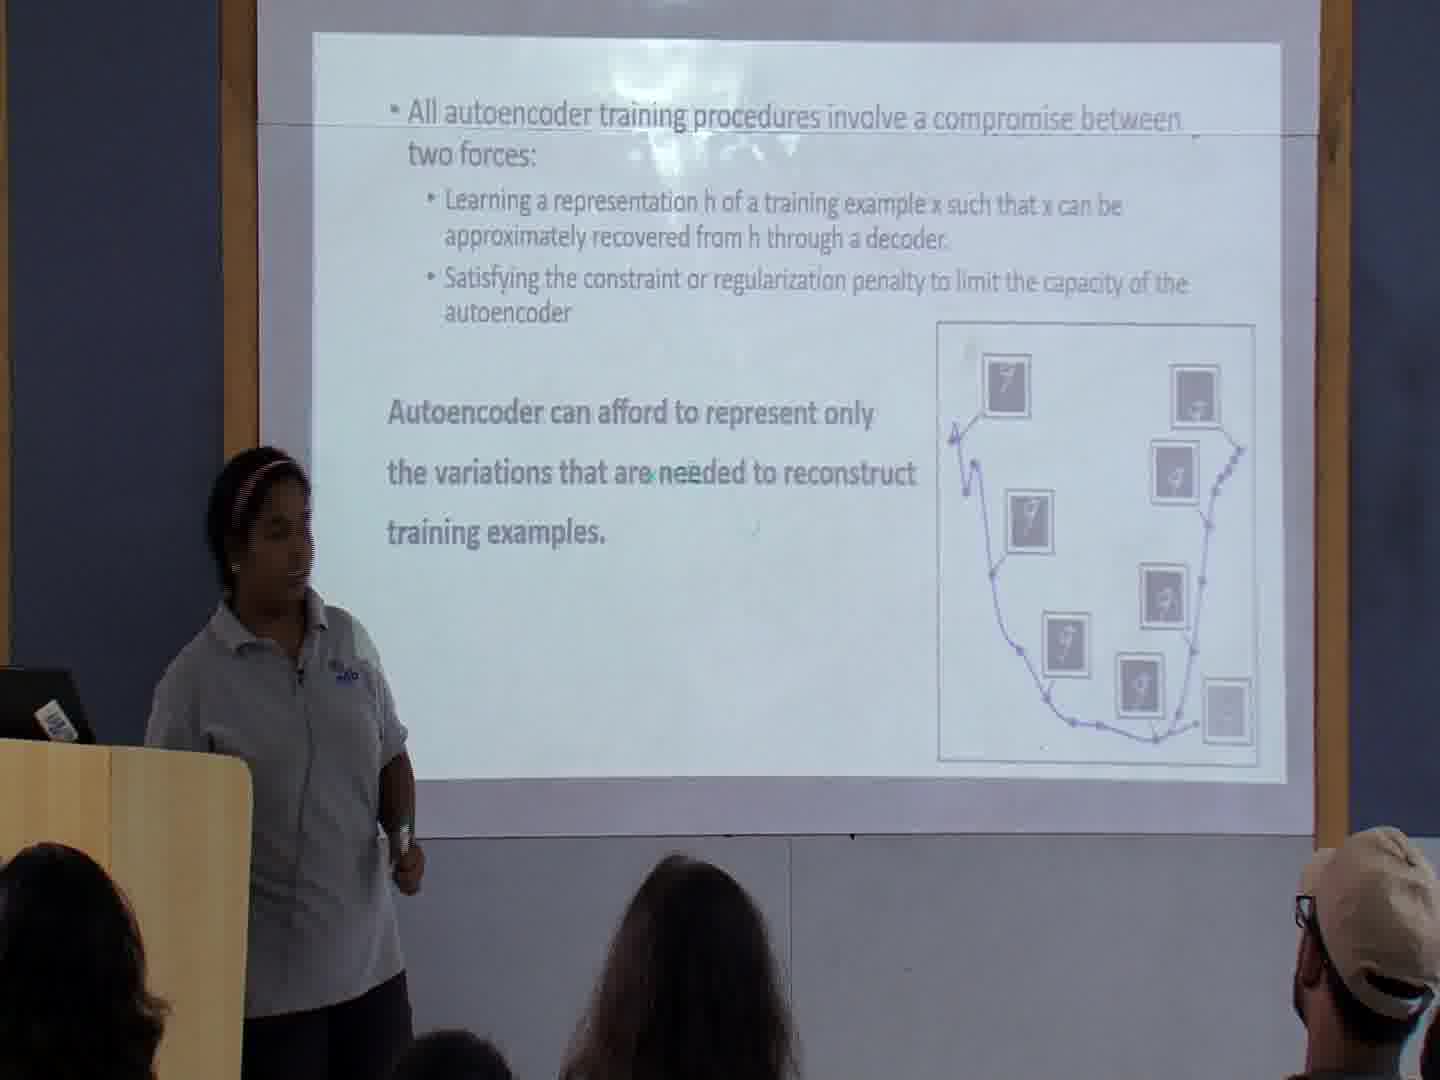 • All autoencoder training procedures involve a compromise between
two forces:
• Learning a representation h of a training example x such that x can be
approximately recovered from h through a decoder.
• Satisfying the constraint or regularization penalty to limit the capacity of the
autoencoder
Autoencoder can afford to represent only
the variations that are needed to reconstruct
training examples.